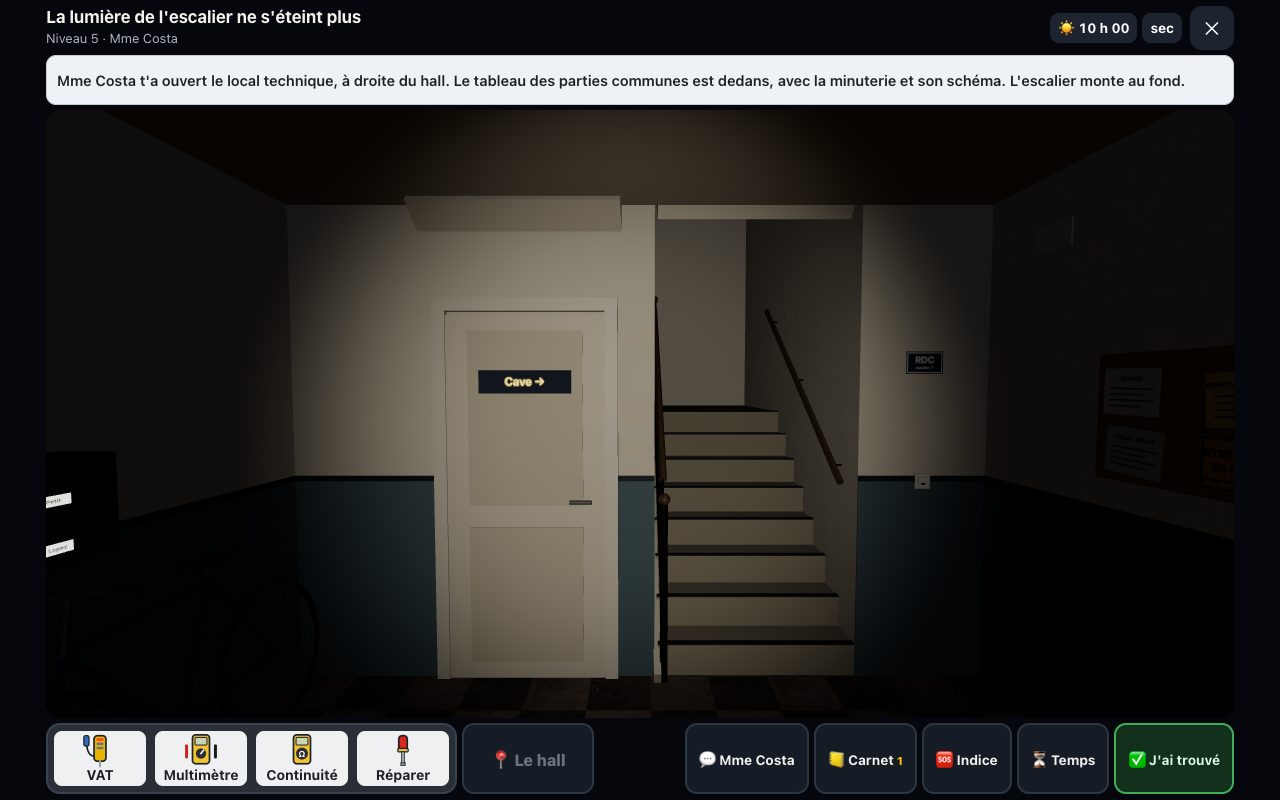 La lumière de l'escalier ne s'éteint plus
Niveau 5 · Mme Costa
☀️ 10 h 00
sec
Mme Costa t'a ouvert le local technique, à droite du hall. Le tableau des parties communes est dedans, avec la minuterie et son schéma. L'escalier monte au fond.
Cave →
RDC
VAT
Multimètre
Continuité
Réparer
📍 Le hall
💬 Mme Costa
📒 Carnet 1
🆘 Indice
⏳ Temps
✅ J'ai trouvé